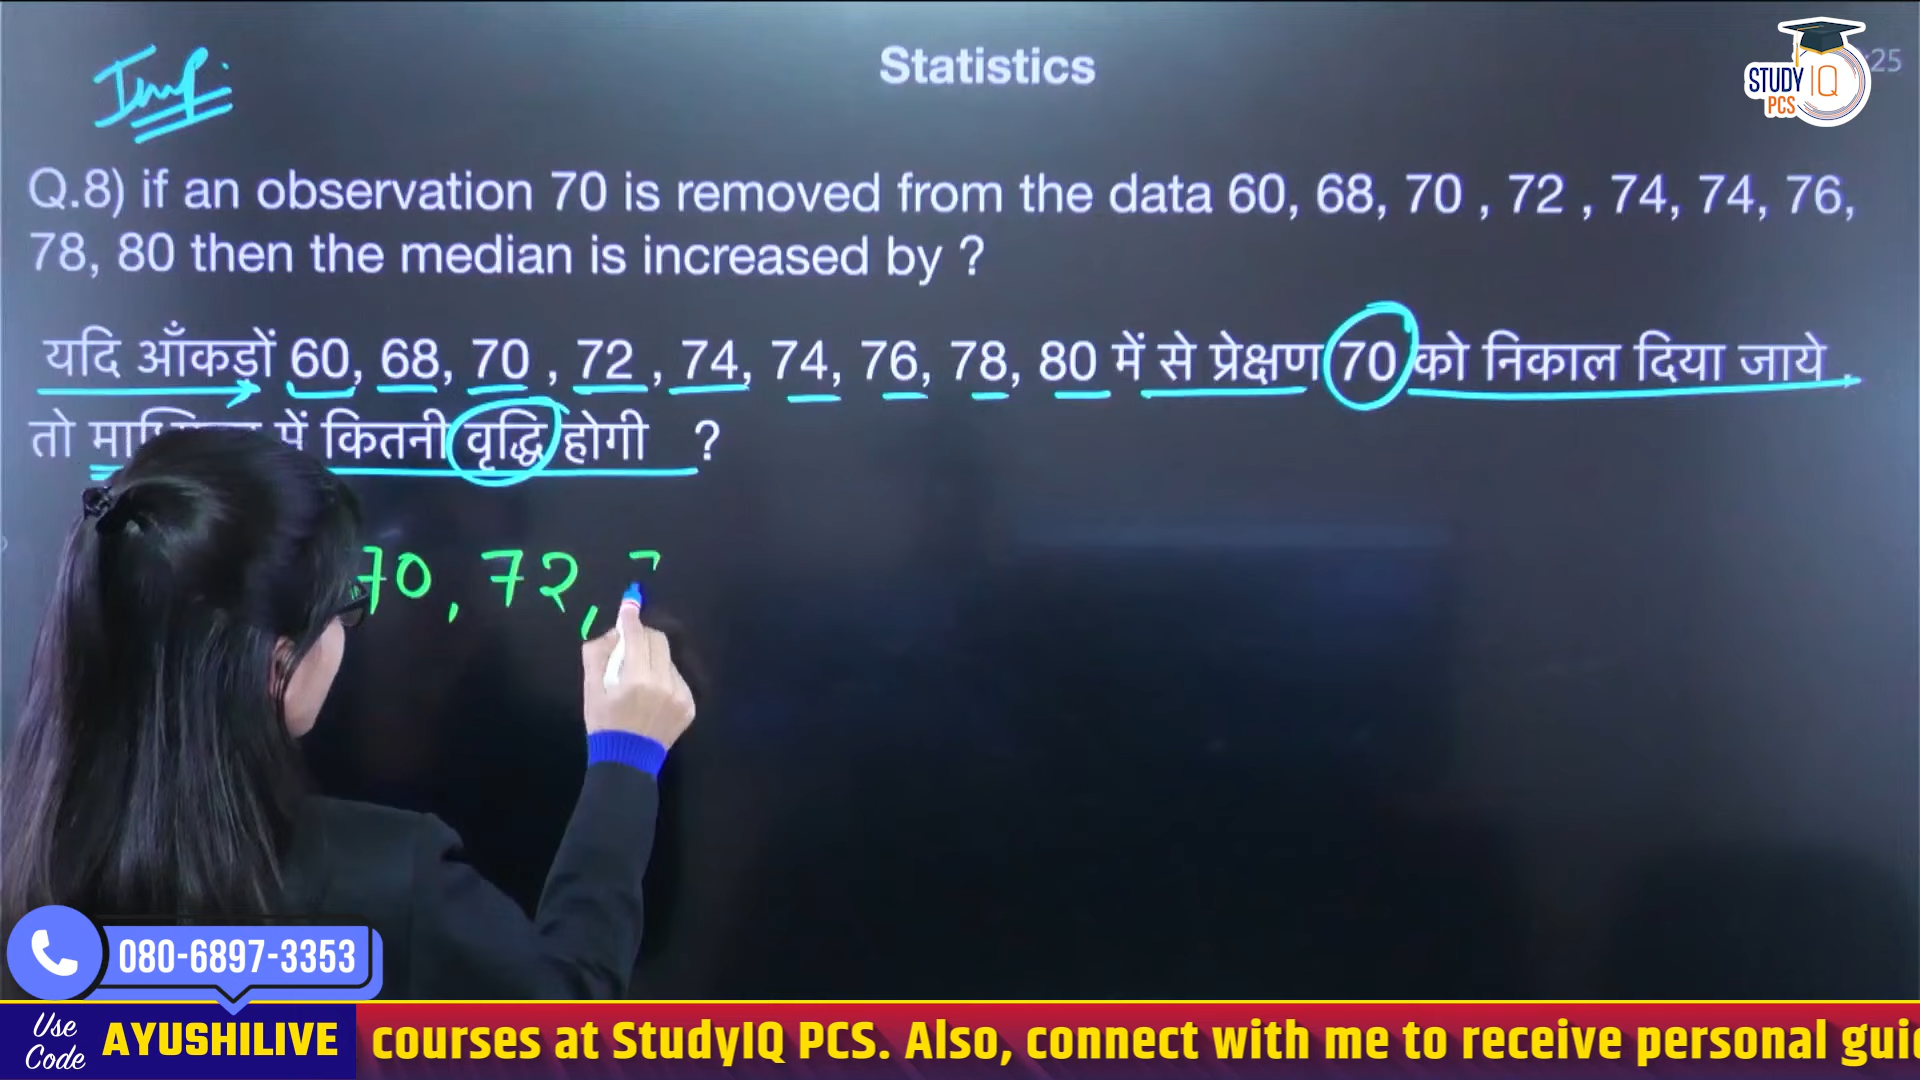 Imp.
Statistics
25
STUDY IQ
PCS
Q.8) if an observation 70 is removed from the data 60, 68, 70 , 72 , 74, 74, 76,
78, 80 then the median is increased by ?
यदि आँकड़ों 60, 68, 70 , 72 , 74, 74, 76, 78, 80 में से प्रेक्षण 70 को निकाल दिया जाये ,
तो में कितनी वृद्धि होगी ?
70, 72, 7
080-6897-3353
Use Code AYUSHILIVE
courses at StudyIQ PCS. Also, connect with me to receive personal